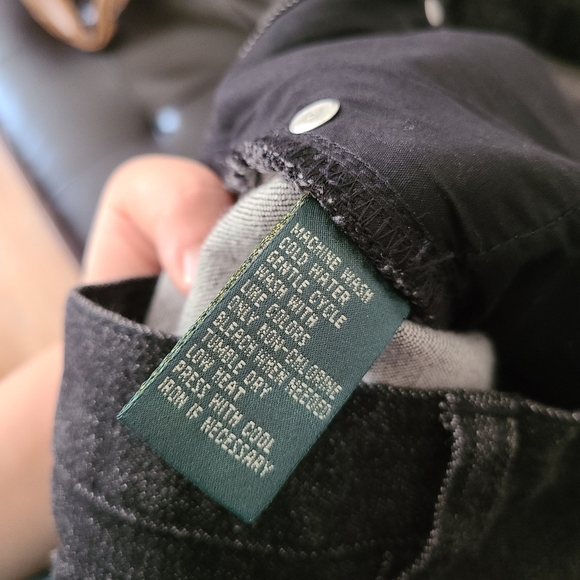 MACHINE WASH
COLD WATER
GENTLE CYCLE
WASH WITH
LIKE COLORS
ONLY NON-CHLORINE
BLEACH WHEN NEEDED
TUMBLE DRY
LOW HEAT
PRESS WITH COOL
IRON IF NECESSARY